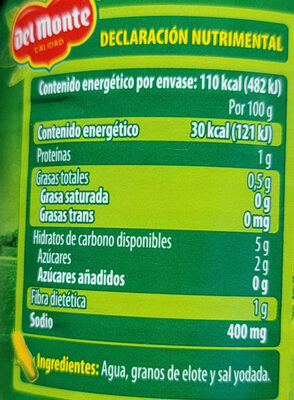 Del Monte
CALIDAD
DECLARACIÓN NUTRIMENTAL
Contenido energético por envase: 110 kcal (482 kJ)
Por 100 g
Contenido energético 30 kcal (121 kJ)
Proteínas 1 g
Grasas totales 0,5 g
Grasa saturada 0 g
Grasas trans 0 mg
Hidratos de carbono disponibles 5 g
Azúcares 2 g
Azúcares añadidos 0 g
Fibra dietética 1 g
Sodio 400 mg
Ingredientes: Agua, granos de elote y sal yodada.